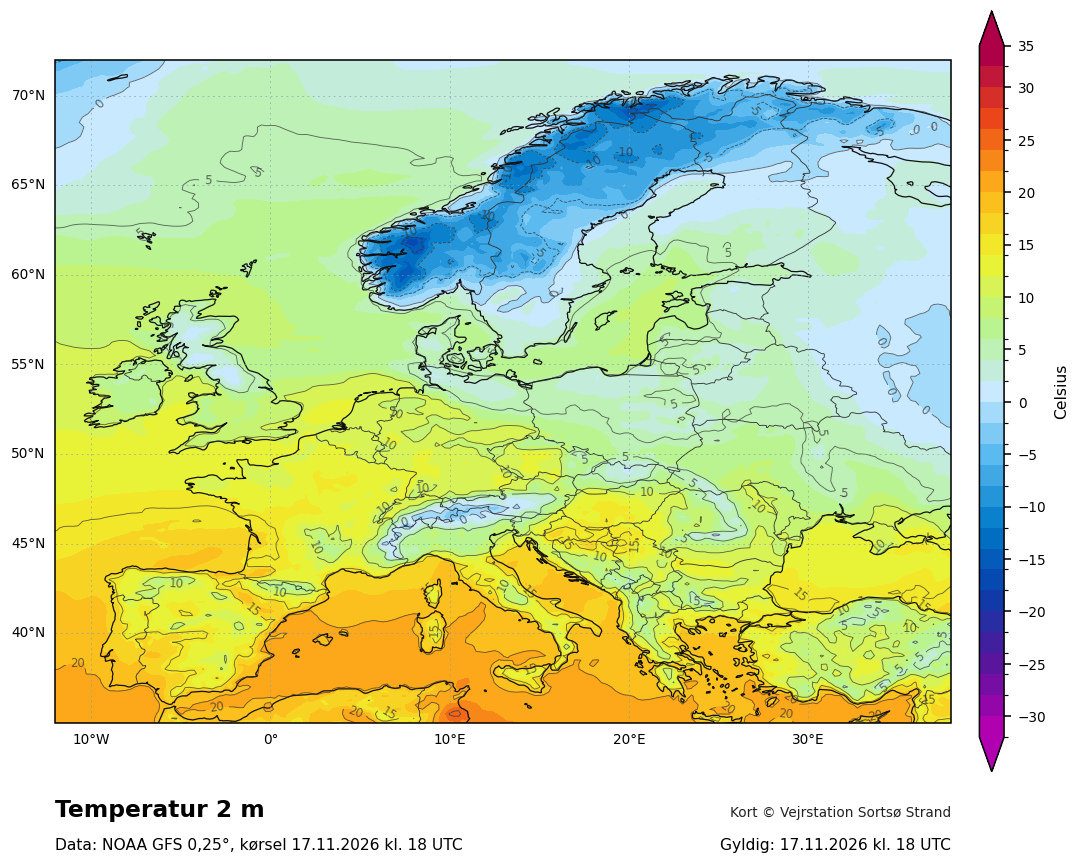 70°N
65°N
60°N
55°N
50°N
45°N
40°N
10°W 0° 10°E 20°E 30°E
35
30
25
20
15
10
5
0
−5
−10
−15
−20
−25
−30
Celsius
Temperatur 2 m
Kort © Vejrstation Sortsø Strand
Data: NOAA GFS 0,25°, kørsel 17.11.2026 kl. 18 UTC
Gyldig: 17.11.2026 kl. 18 UTC